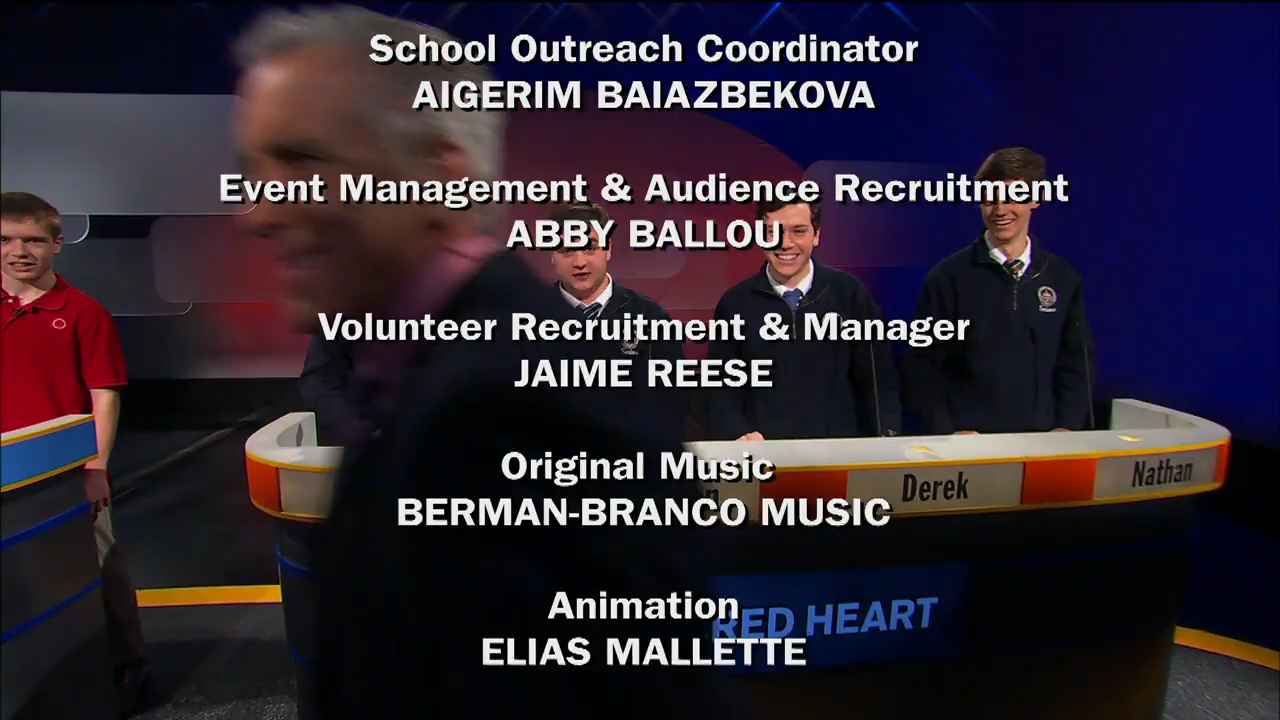 School Outreach Coordinator
AIGERIM BAIAZBEKOVA
Event Management & Audience Recruitment
ABBY BALLOU
Volunteer Recruitment & Manager
JAIME REESE
Original Music
BERMAN-BRANCO MUSIC
Animation
ELIAS MALLETTE
Derek
Nathan
RED HEART